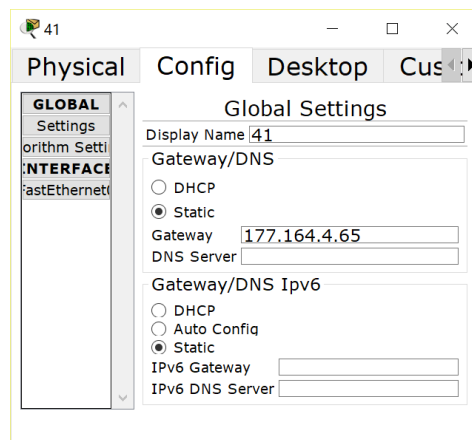 41
Physical Config Desktop Cus
GLOBAL
Settings
orithm Setti
INTERFACE
FastEthernet
Global Settings
Display Name 41
Gateway/DNS
DHCP
Static
Gateway 177.164.4.65
DNS Server
Gateway/DNS Ipv6
DHCP
Auto Config
Static
IPv6 Gateway
IPv6 DNS Server